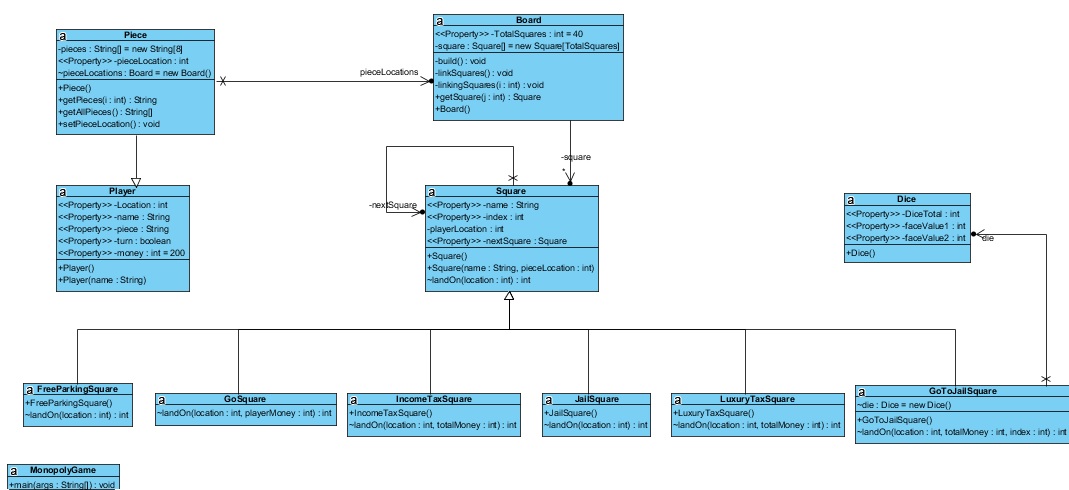 a Piece
-pieces : String[] = new String[8]
<<Property>> -pieceLocation : int
~pieceLocations : Board = new Board()
+Piece()
+getPieces(i : int) : String
+getAllPieces() : String[]
+setPieceLocation() : void
pieceLocations
a Board
<<Property>> -TotalSquares : int = 40
-square : Square[] = new Square[TotalSquares]
-build() : void
-linkSquares() : void
-linkingSquares(i : int) : void
+getSquare(j : int) : Square
+Board()
-square
*
a Player
<<Property>> -Location : int
<<Property>> -name : String
<<Property>> -piece : String
<<Property>> -turn : boolean
<<Property>> -money : int = 200
+Player()
+Player(name : String)
-nextSquare
a Square
<<Property>> -name : String
<<Property>> -index : int
-playerLocation : int
<<Property>> -nextSquare : Square
+Square()
+Square(name : String, pieceLocation : int)
~landOn(location : int) : int
a Dice
<<Property>> -DiceTotal : int
<<Property>> -faceValue1 : int
<<Property>> -faceValue2 : int
+Dice()
~die
a FreeParkingSquare
+FreeParkingSquare()
~landOn(location : int) : int
a GoSquare
~landOn(location : int, playerMoney : int) : int
a IncomeTaxSquare
+IncomeTaxSquare()
~landOn(location : int, totalMoney : int) : int
a JailSquare
+JailSquare()
~landOn(location : int) : int
a LuxuryTaxSquare
+LuxuryTaxSquare()
~landOn(location : int, totalMoney : int) : int
a GoToJailSquare
~die : Dice = new Dice()
+GoToJailSquare()
~landOn(location : int, totalMoney : int, index : int) : int
a MonopolyGame
+main(args : String[]) : void